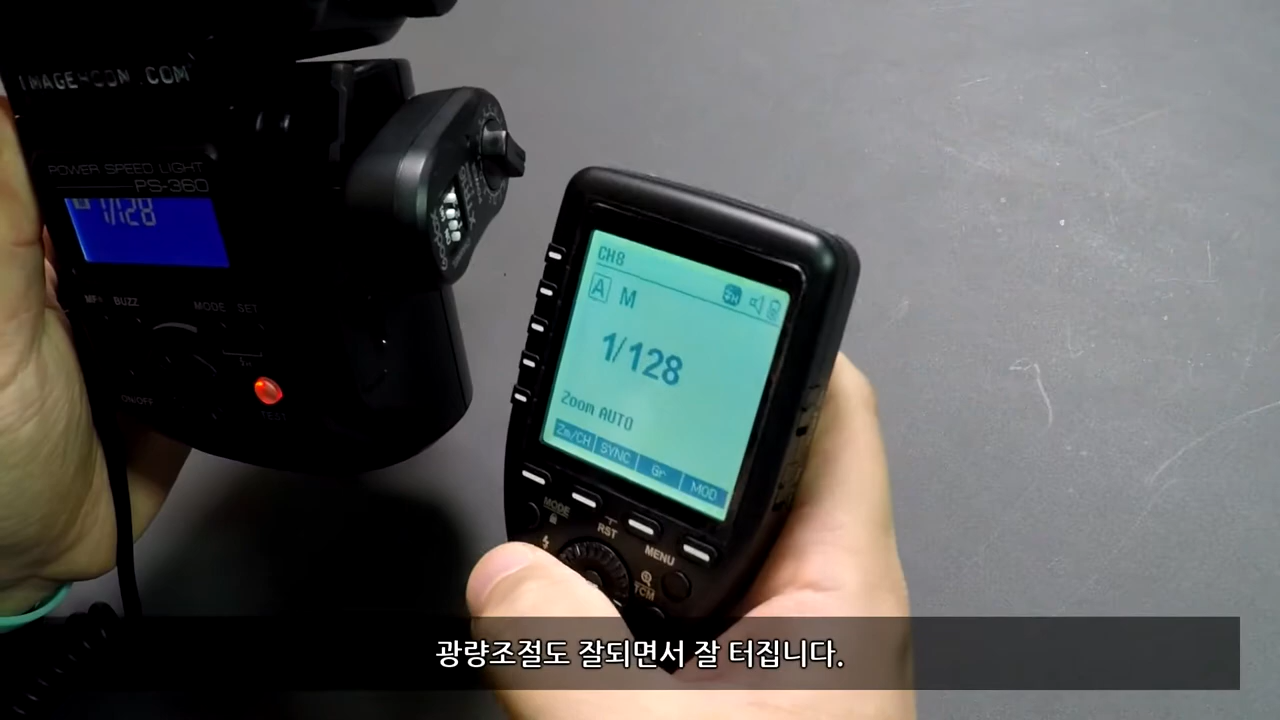 IMAGE4CON.COM
POWER SPEED LIGHT
PS-360
1/128
MF BUZZ
MODE SET
ON/OFF
TEST
CH8
A M
1/128
Zoom AUTO
Zm/CH SYNC Gr MOD
MODE
RST
MENU
TCM
광량조절도 잘되면서 잘 터집니다.